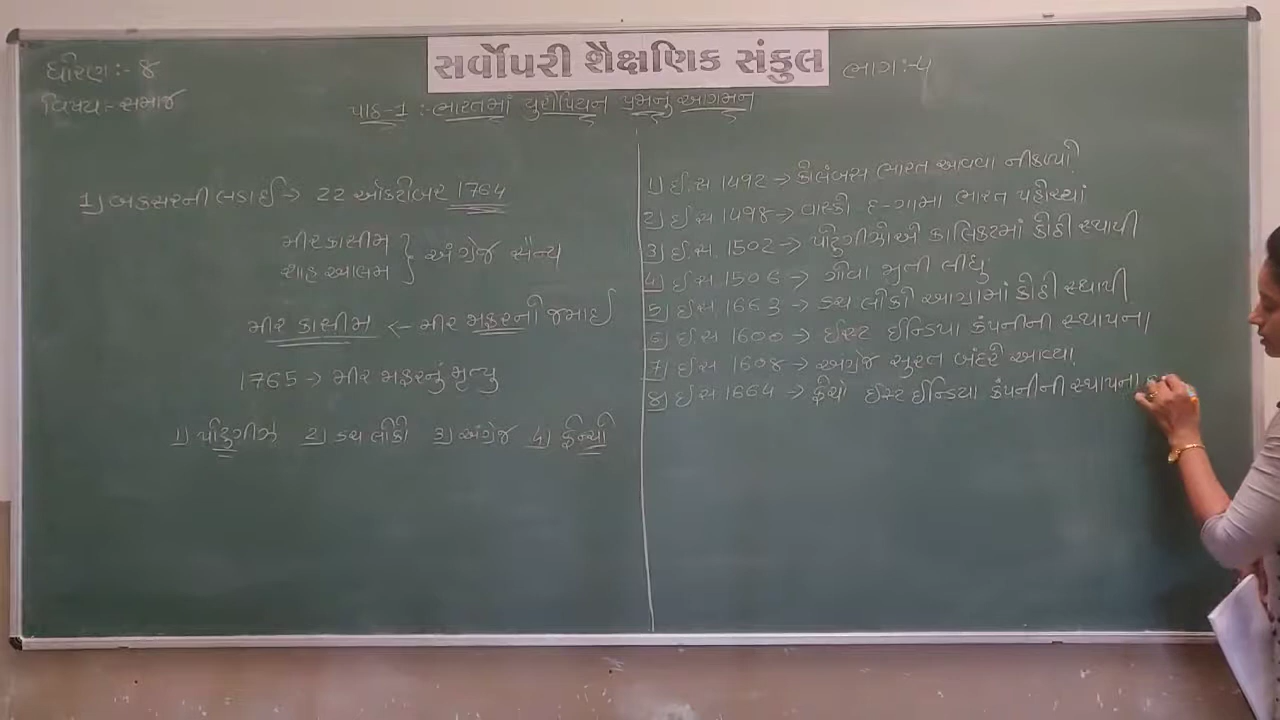 સર્વોપરી શૈક્ષણિક સંકુલ
ધોરણ:- ૪
ભાગ:-૫
વિષય:- સમાજ
પાઠ-1 : ભારતમાં યુરોપિયન પ્રજાનું આગમન
1) બક્સરની લડાઈ → 22 ઓક્ટોબર 1764
મીરકાસીમ
શાહ આલમ } અંગ્રેજ સૈન્ય
મીર કાસીમ ← મીર જાફરની જમાઈ
1765 → મીર જાફરનું મૃત્યુ
1) પોર્ટુગીઝ 2) ડચ લોકો 3) અંગ્રેજ 4) ફ્રેન્ચો
1) ઈ.સ 1492 → કોલંબસ ભારત આવવા નીકળ્યો
2) ઈ સ 1498 → વાસ્કો દ-ગામા ભારત પહોંચ્યાં
3) ઈ.સ. 1502 → પોર્ટુગીઝોએ કાલિકટમાં કોઠી સ્થાપી
4) ઈ સ 1506 → ગોવા જીતી લીધુ
5) ઈ સ 1663 → ડચ લોકો આગ્રામાં કોઠી સ્થાપી
6) ઈ સ 1600 → ઈસ્ટ ઈન્ડિયા કંપનીની સ્થાપના
7) ઈ સ 1608 → અંગ્રેજ સુરત બંદરે આવ્યા
8) ઈ સ 1664 → ફ્રેંચો ઈસ્ટ ઈન્ડિયા કંપનીની સ્થાપના